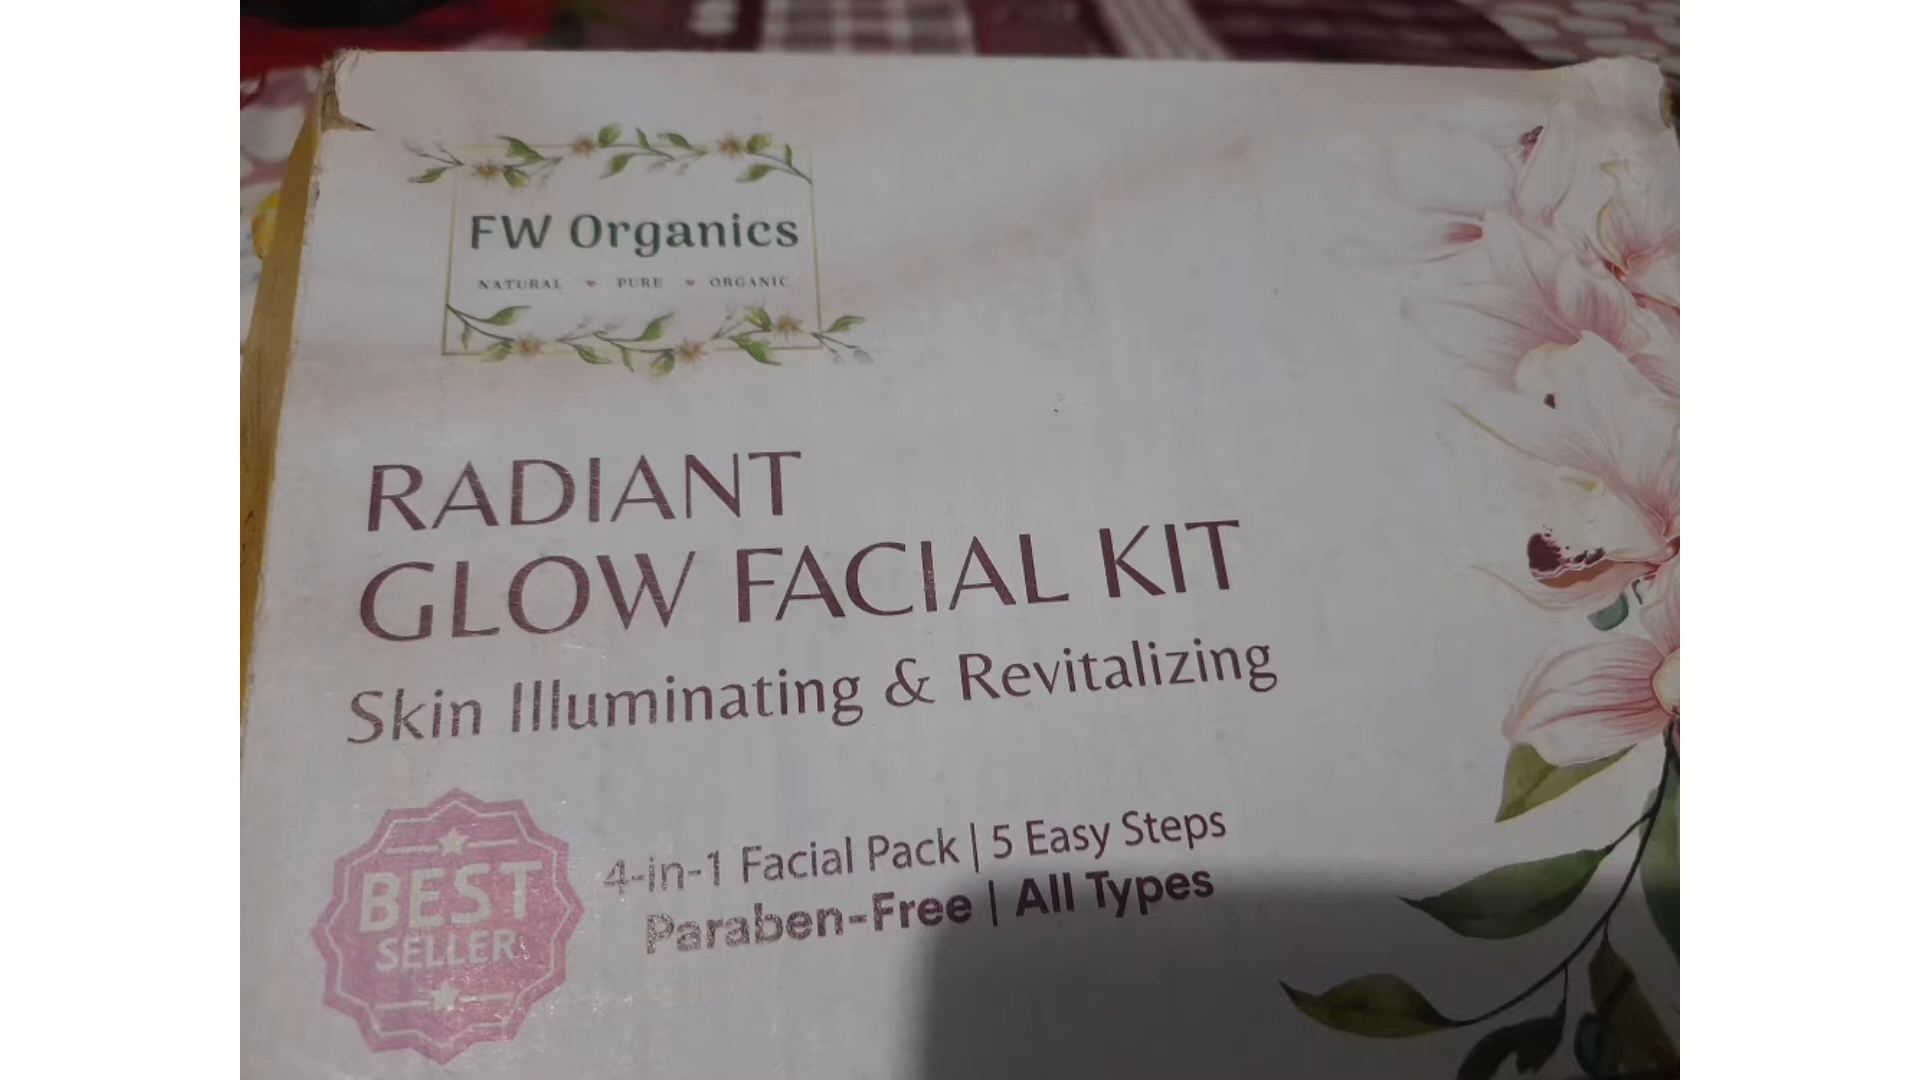 FW Organics
NATURAL ♥ PURE ♥ ORGANIC
RADIANT
GLOW FACIAL KIT
Skin Illuminating & Revitalizing
BEST
SELLER
4-in-1 Facial Pack | 5 Easy Steps
Paraben-Free | All Types